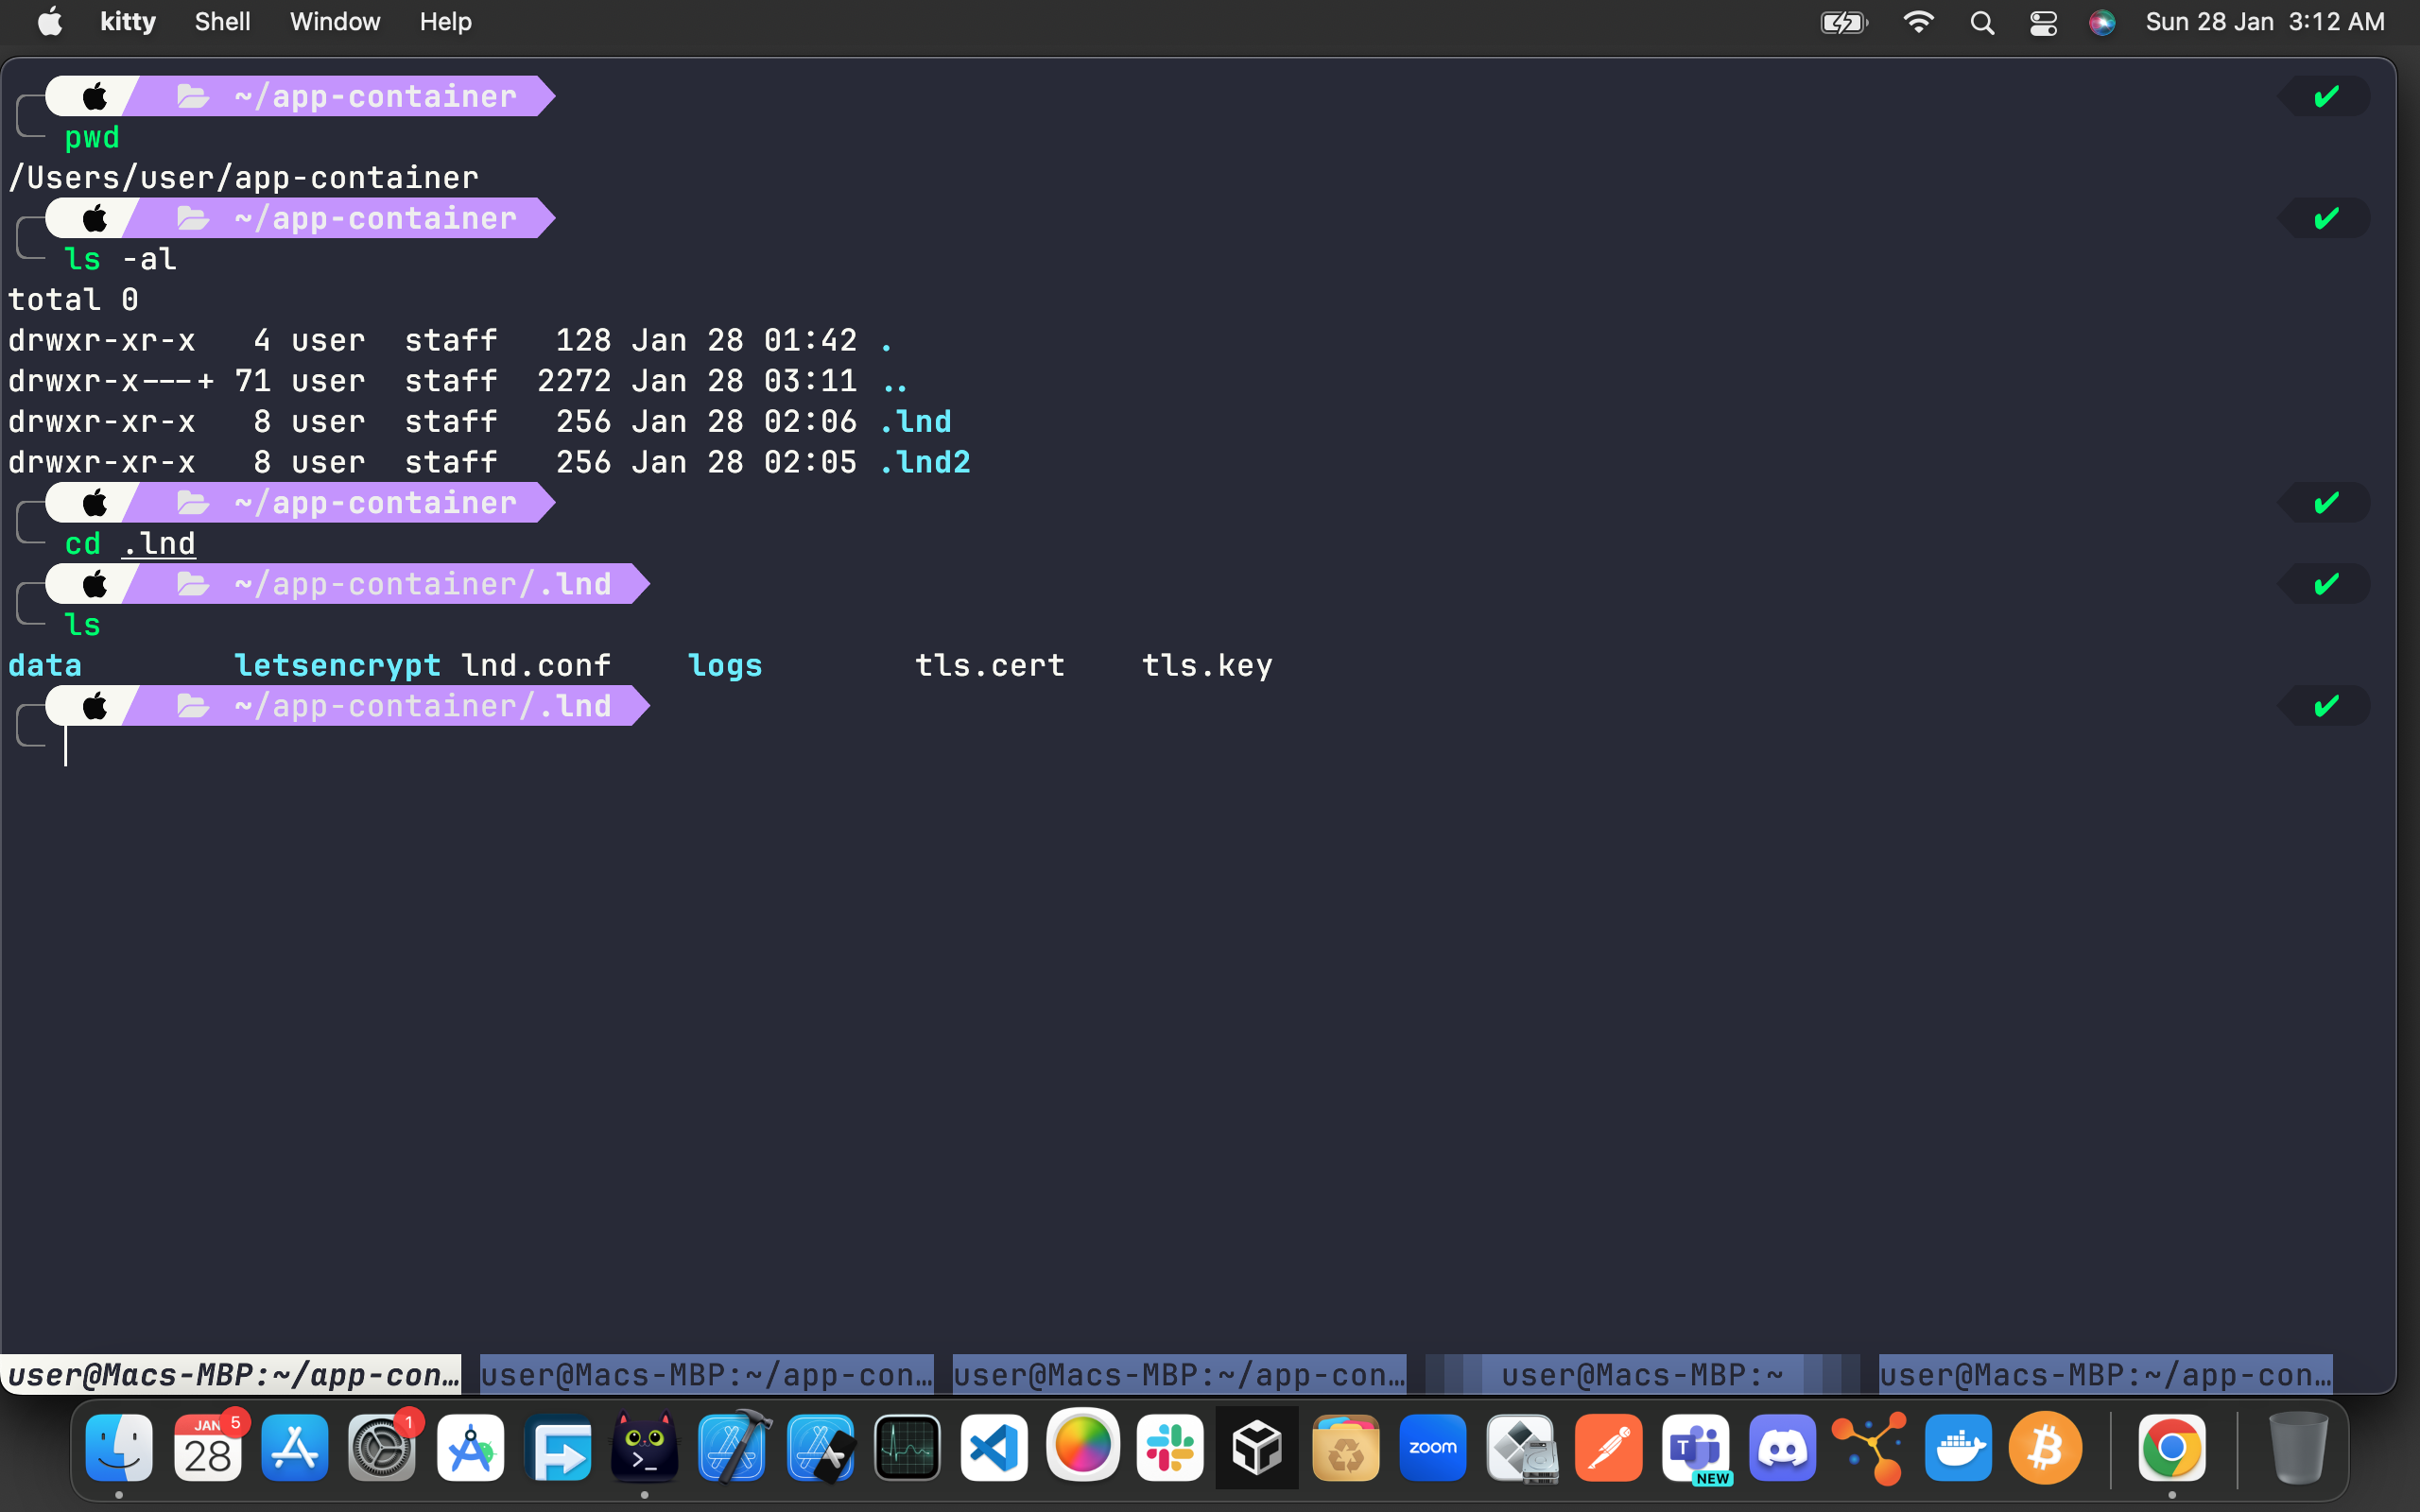 kitty Shell Window Help Sun 28 Jan 3:12 AM
~/app-container ✔
pwd
/Users/user/app-container
~/app-container ✔
ls -al
total 0
drwxr-xr-x 4 user staff 128 Jan 28 01:42 .
drwxr-x---+ 71 user staff 2272 Jan 28 03:11 ..
drwxr-xr-x 8 user staff 256 Jan 28 02:06 .lnd
drwxr-xr-x 8 user staff 256 Jan 28 02:05 .lnd2
~/app-container ✔
cd .lnd
~/app-container/.lnd ✔
ls
data letsencrypt lnd.conf logs tls.cert tls.key
~/app-container/.lnd ✔
user@Macs-MBP:~/app-con… user@Macs-MBP:~/app-con… user@Macs-MBP:~/app-con… user@Macs-MBP:~ user@Macs-MBP:~/app-con…
JAN 5 1
28 >_ zoom T NEW